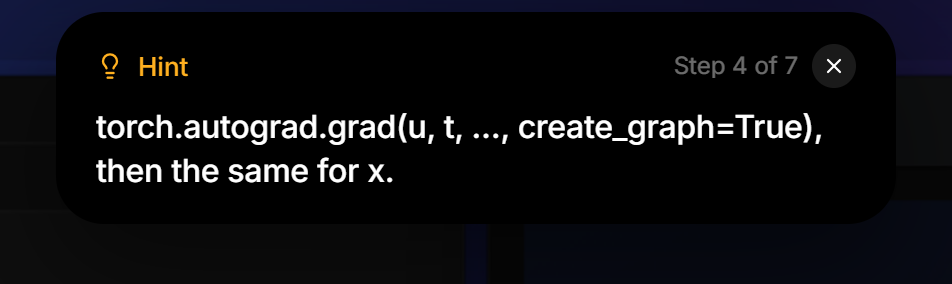 Hint
Step 4 of 7
torch.autograd.grad(u, t, ..., create_graph=True),
then the same for x.